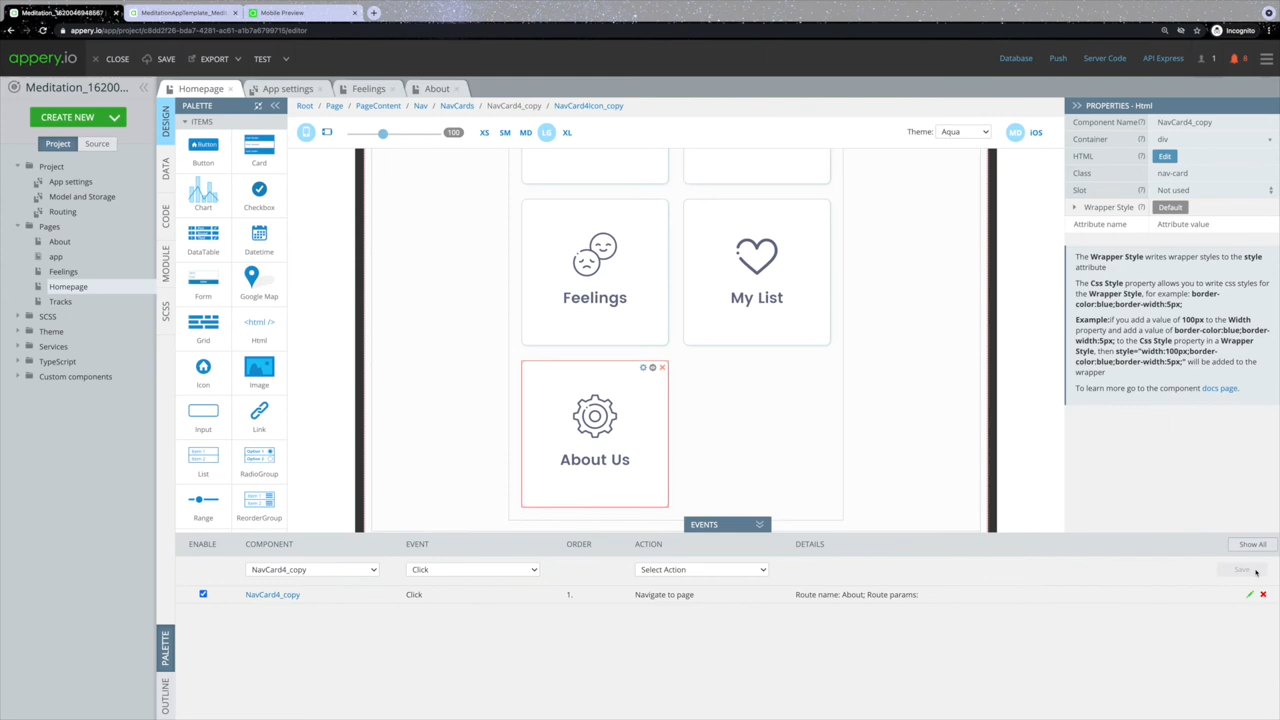 Meditation_1620046948667
MeditationAppTemplate_Medi
Mobile Preview
appery.io/app/project/c8dd2f26-bda7-4281-ac61-a1b7a6799715/editor
Incognito
appery.io
CLOSE
SAVE
EXPORT
TEST
Database
Push
Server Code
API Express
1
8
Meditation_16200...
CREATE NEW
Project
Source
Project
App settings
Model and Storage
Routing
Pages
About
app
Feelings
Homepage
Tracks
SCSS
Theme
Services
TypeScript
Custom components
Homepage
App settings
Feelings
About
DESIGN
DATA
CODE
MODULE
SCSS
PALETTE
OUTLINE
PALETTE
ITEMS
Button
Button
Card
Chart
Checkbox
DataTable
Datetime
Form
Google Map
Grid
<html />
Html
Icon
Image
Input
Link
List
RadioGroup
Range
ReorderGroup
Root
Page
PageContent
Nav
NavCards
NavCard4_copy
NavCard4Icon_copy
100
XS
SM
MD
LG
XL
Theme:
Aqua
MD
iOS
Feelings
My List
About Us
PROPERTIES - Html
Component Name(?)
NavCard4_copy
Container (?)
div
HTML (?)
Edit
Class
nav-card
Slot (?)
Not used
Wrapper Style (?)
Default
Attribute name
Attribute value
The Wrapper Style writes wrapper styles to the style
attribute
The Css Style property allows you to write css styles for
the Wrapper Style, for example: border-
color:blue;border-width:5px;
Example:if you add a value of 100px to the Width
property and add a value of border-color:blue;border-
width:5px; to the Css Style property in a Wrapper
Style, then style="width:100px;border-
color:blue;border-width:5px;" will be added to the
wrapper
To learn more go to the component docs page.
EVENTS
ENABLE
COMPONENT
EVENT
ORDER
ACTION
DETAILS
Show All
NavCard4_copy
Click
Select Action
Save
NavCard4_copy
Click
1.
Navigate to page
Route name: About; Route params: